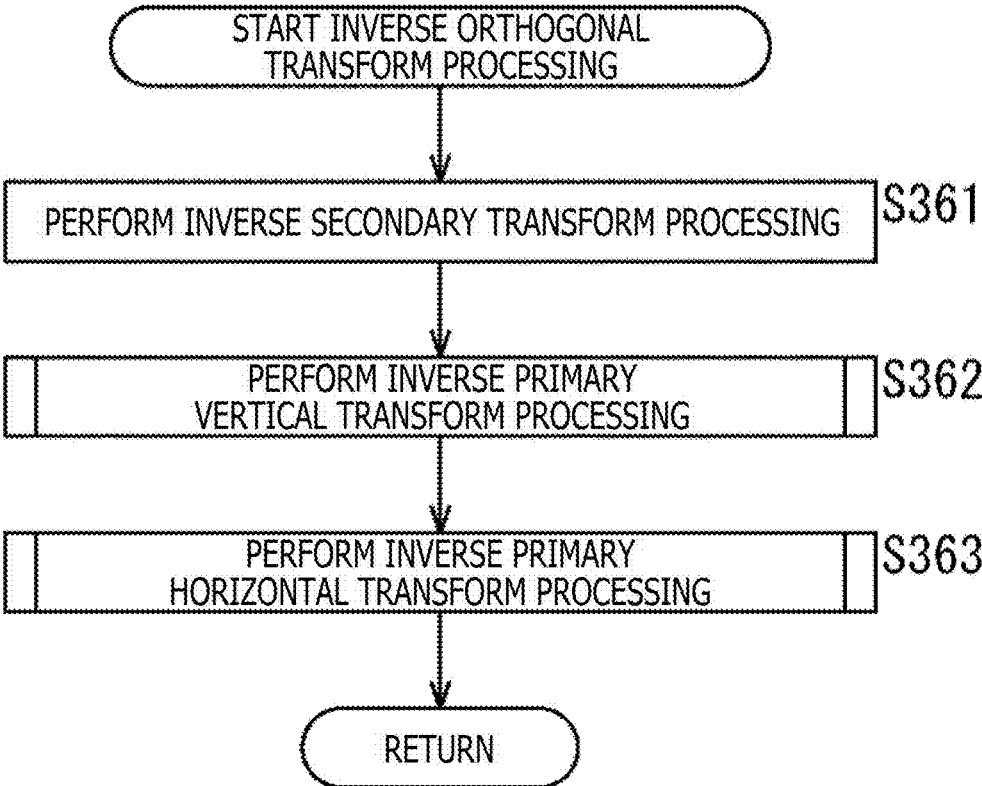 START INVERSE ORTHOGONAL
TRANSFORM PROCESSING
PERFORM INVERSE SECONDARY TRANSFORM PROCESSING
S361
PERFORM INVERSE PRIMARY
VERTICAL TRANSFORM PROCESSING
S362
PERFORM INVERSE PRIMARY
HORIZONTAL TRANSFORM PROCESSING
S363
RETURN